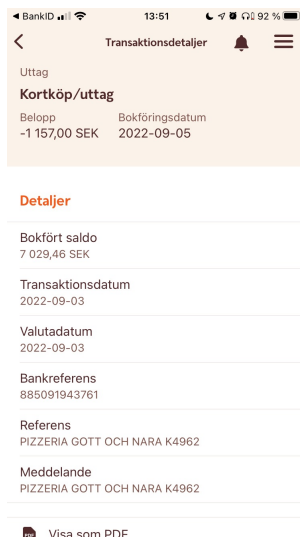 BankID 13:51 92 %
Transaktionsdetaljer
Uttag
Kortköp/uttag
Belopp Bokföringsdatum
-1 157,00 SEK 2022-09-05
Detaljer
Bokfört saldo
7 029,46 SEK
Transaktionsdatum
2022-09-03
Valutadatum
2022-09-03
Bankreferens
885091943761
Referens
PIZZERIA GOTT OCH NARA K4962
Meddelande
PIZZERIA GOTT OCH NARA K4962
PDF Visa som PDF